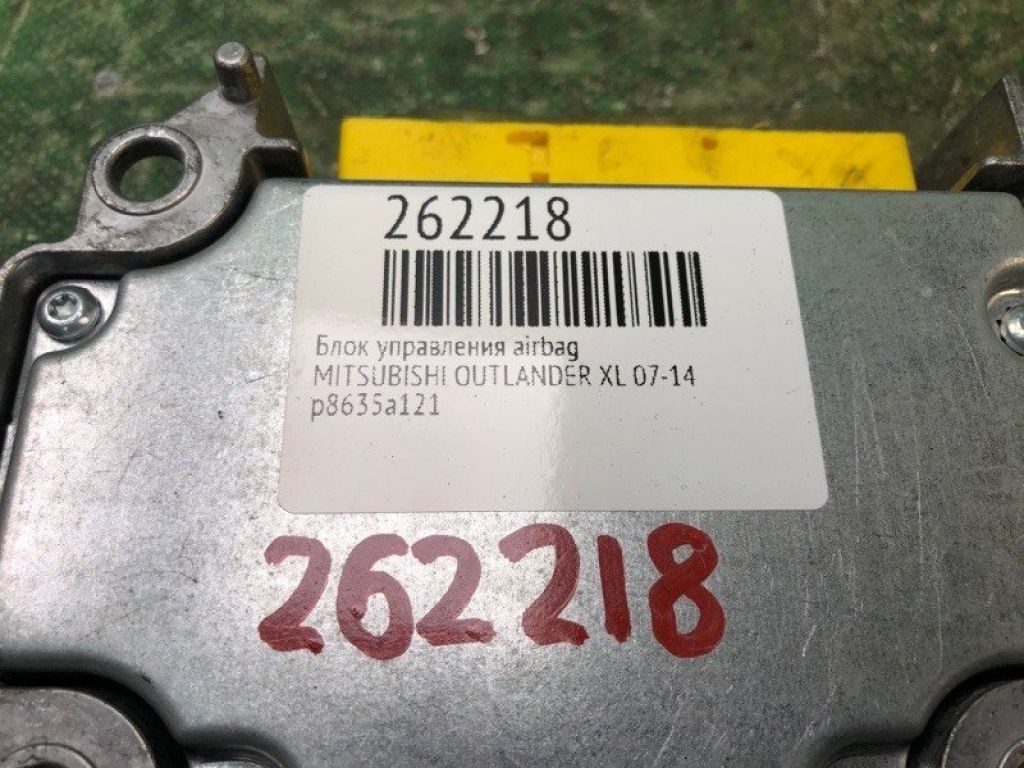 262218
Блок управления airbag
MITSUBISHI OUTLANDER XL 07-14
p8635a121
262218